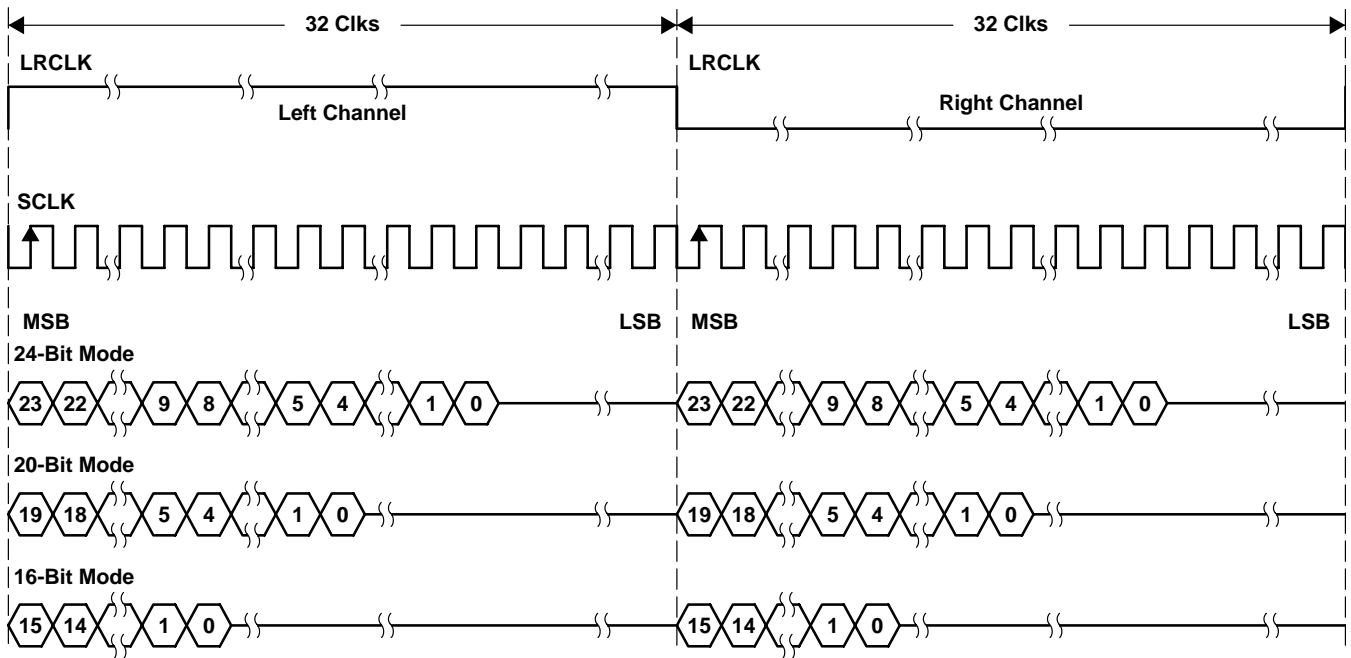 32 Clks 32 Clks
LRCLK LRCLK
Left Channel Right Channel
SCLK
MSB LSB MSB LSB
24-Bit Mode
23 22 9 8 5 4 1 0 23 22 9 8 5 4 1 0
20-Bit Mode
19 18 5 4 1 0 19 18 5 4 1 0
16-Bit Mode
15 14 1 0 15 14 1 0